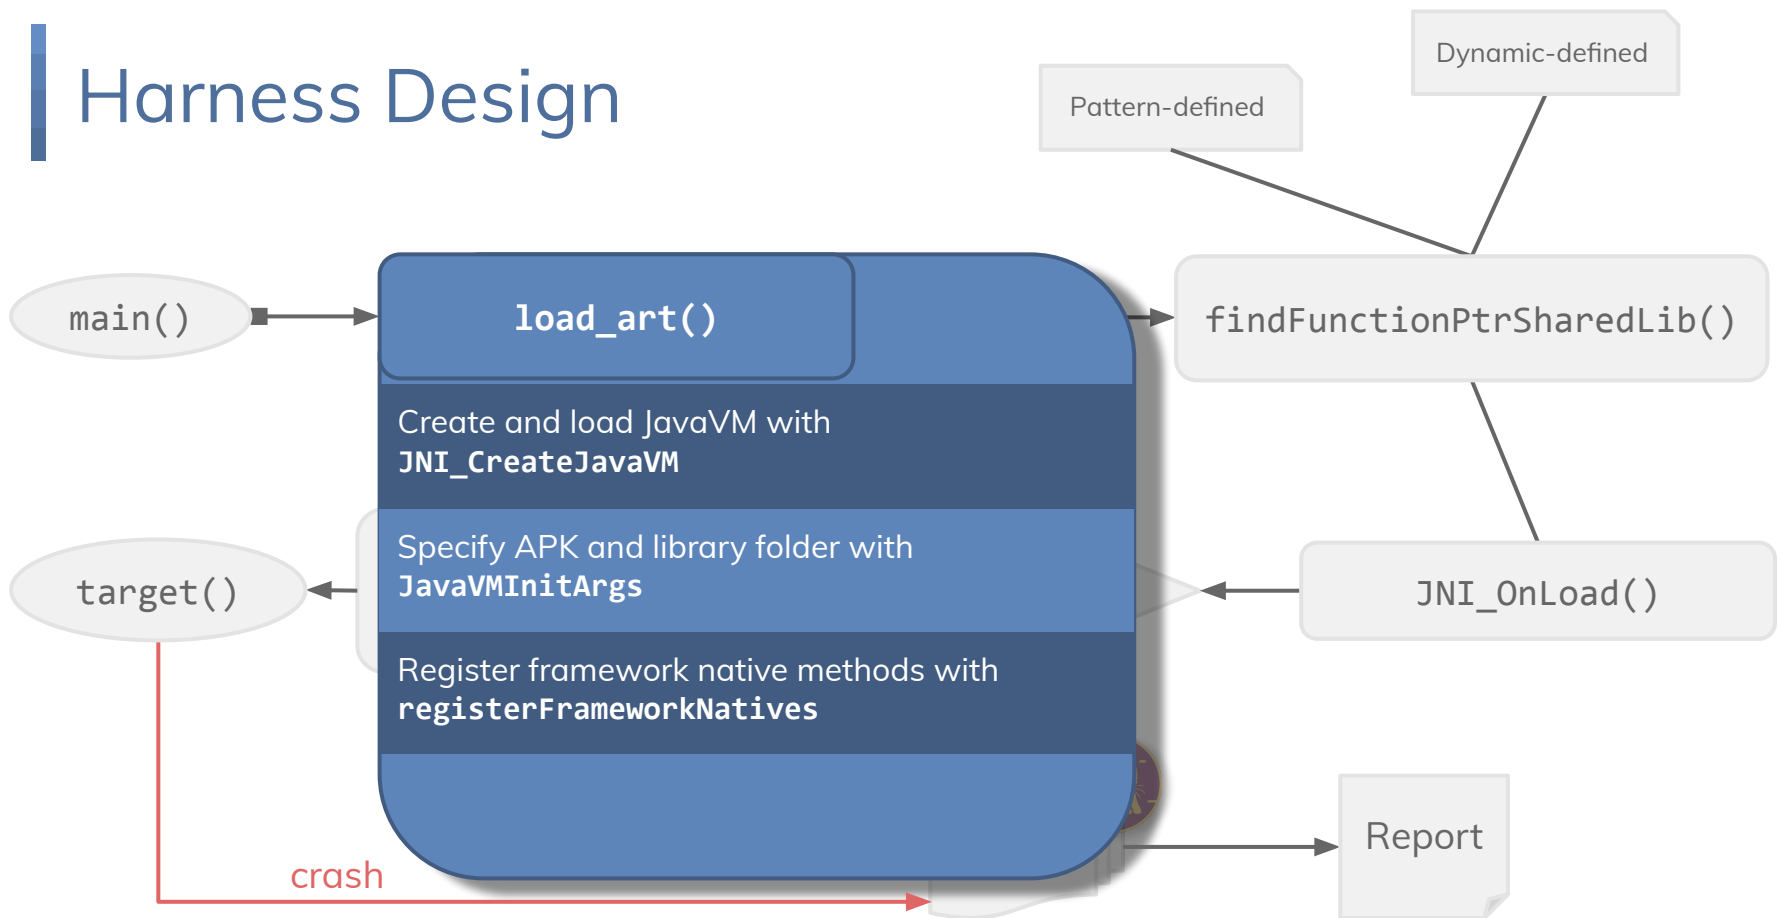 Harness Design
Dynamic-defined
Pattern-defined
main()
load_art()
findFunctionPtrSharedLib()
Create and load JavaVM with
JNI_CreateJavaVM
Specify APK and library folder with
JavaVMInitArgs
target()
JNI_OnLoad()
Register framework native methods with
registerFrameworkNatives
Report
crash